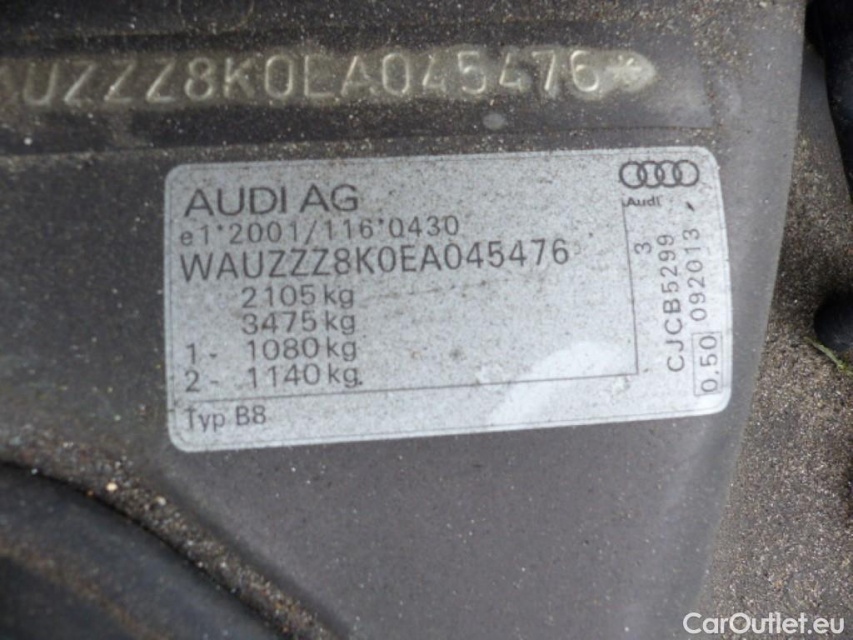 AUZZZ8K0EA045476
AUDI AG
Audi
e1*2001/116*0430
WAUZZZ8K0EA045476
2105 kg
3475 kg
1- 1080 kg
2- 1140 kg
Typ B8
3
CJCB5299
0.50 092013
CarOutlet.eu